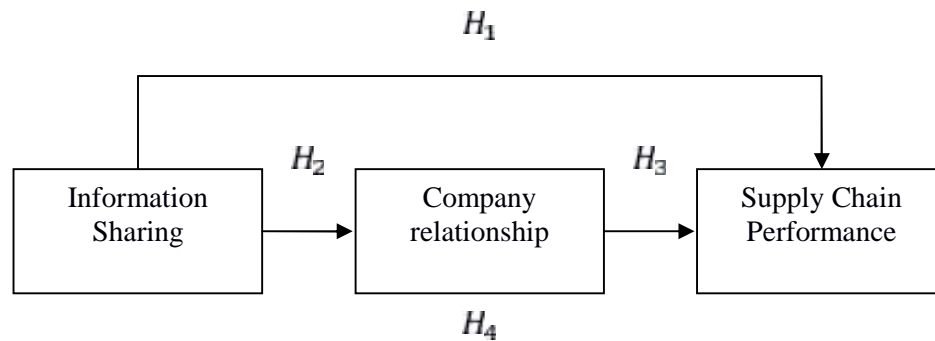 H₁
H₂
H₃
Information
Sharing
Company
relationship
Supply Chain
Performance
H₄